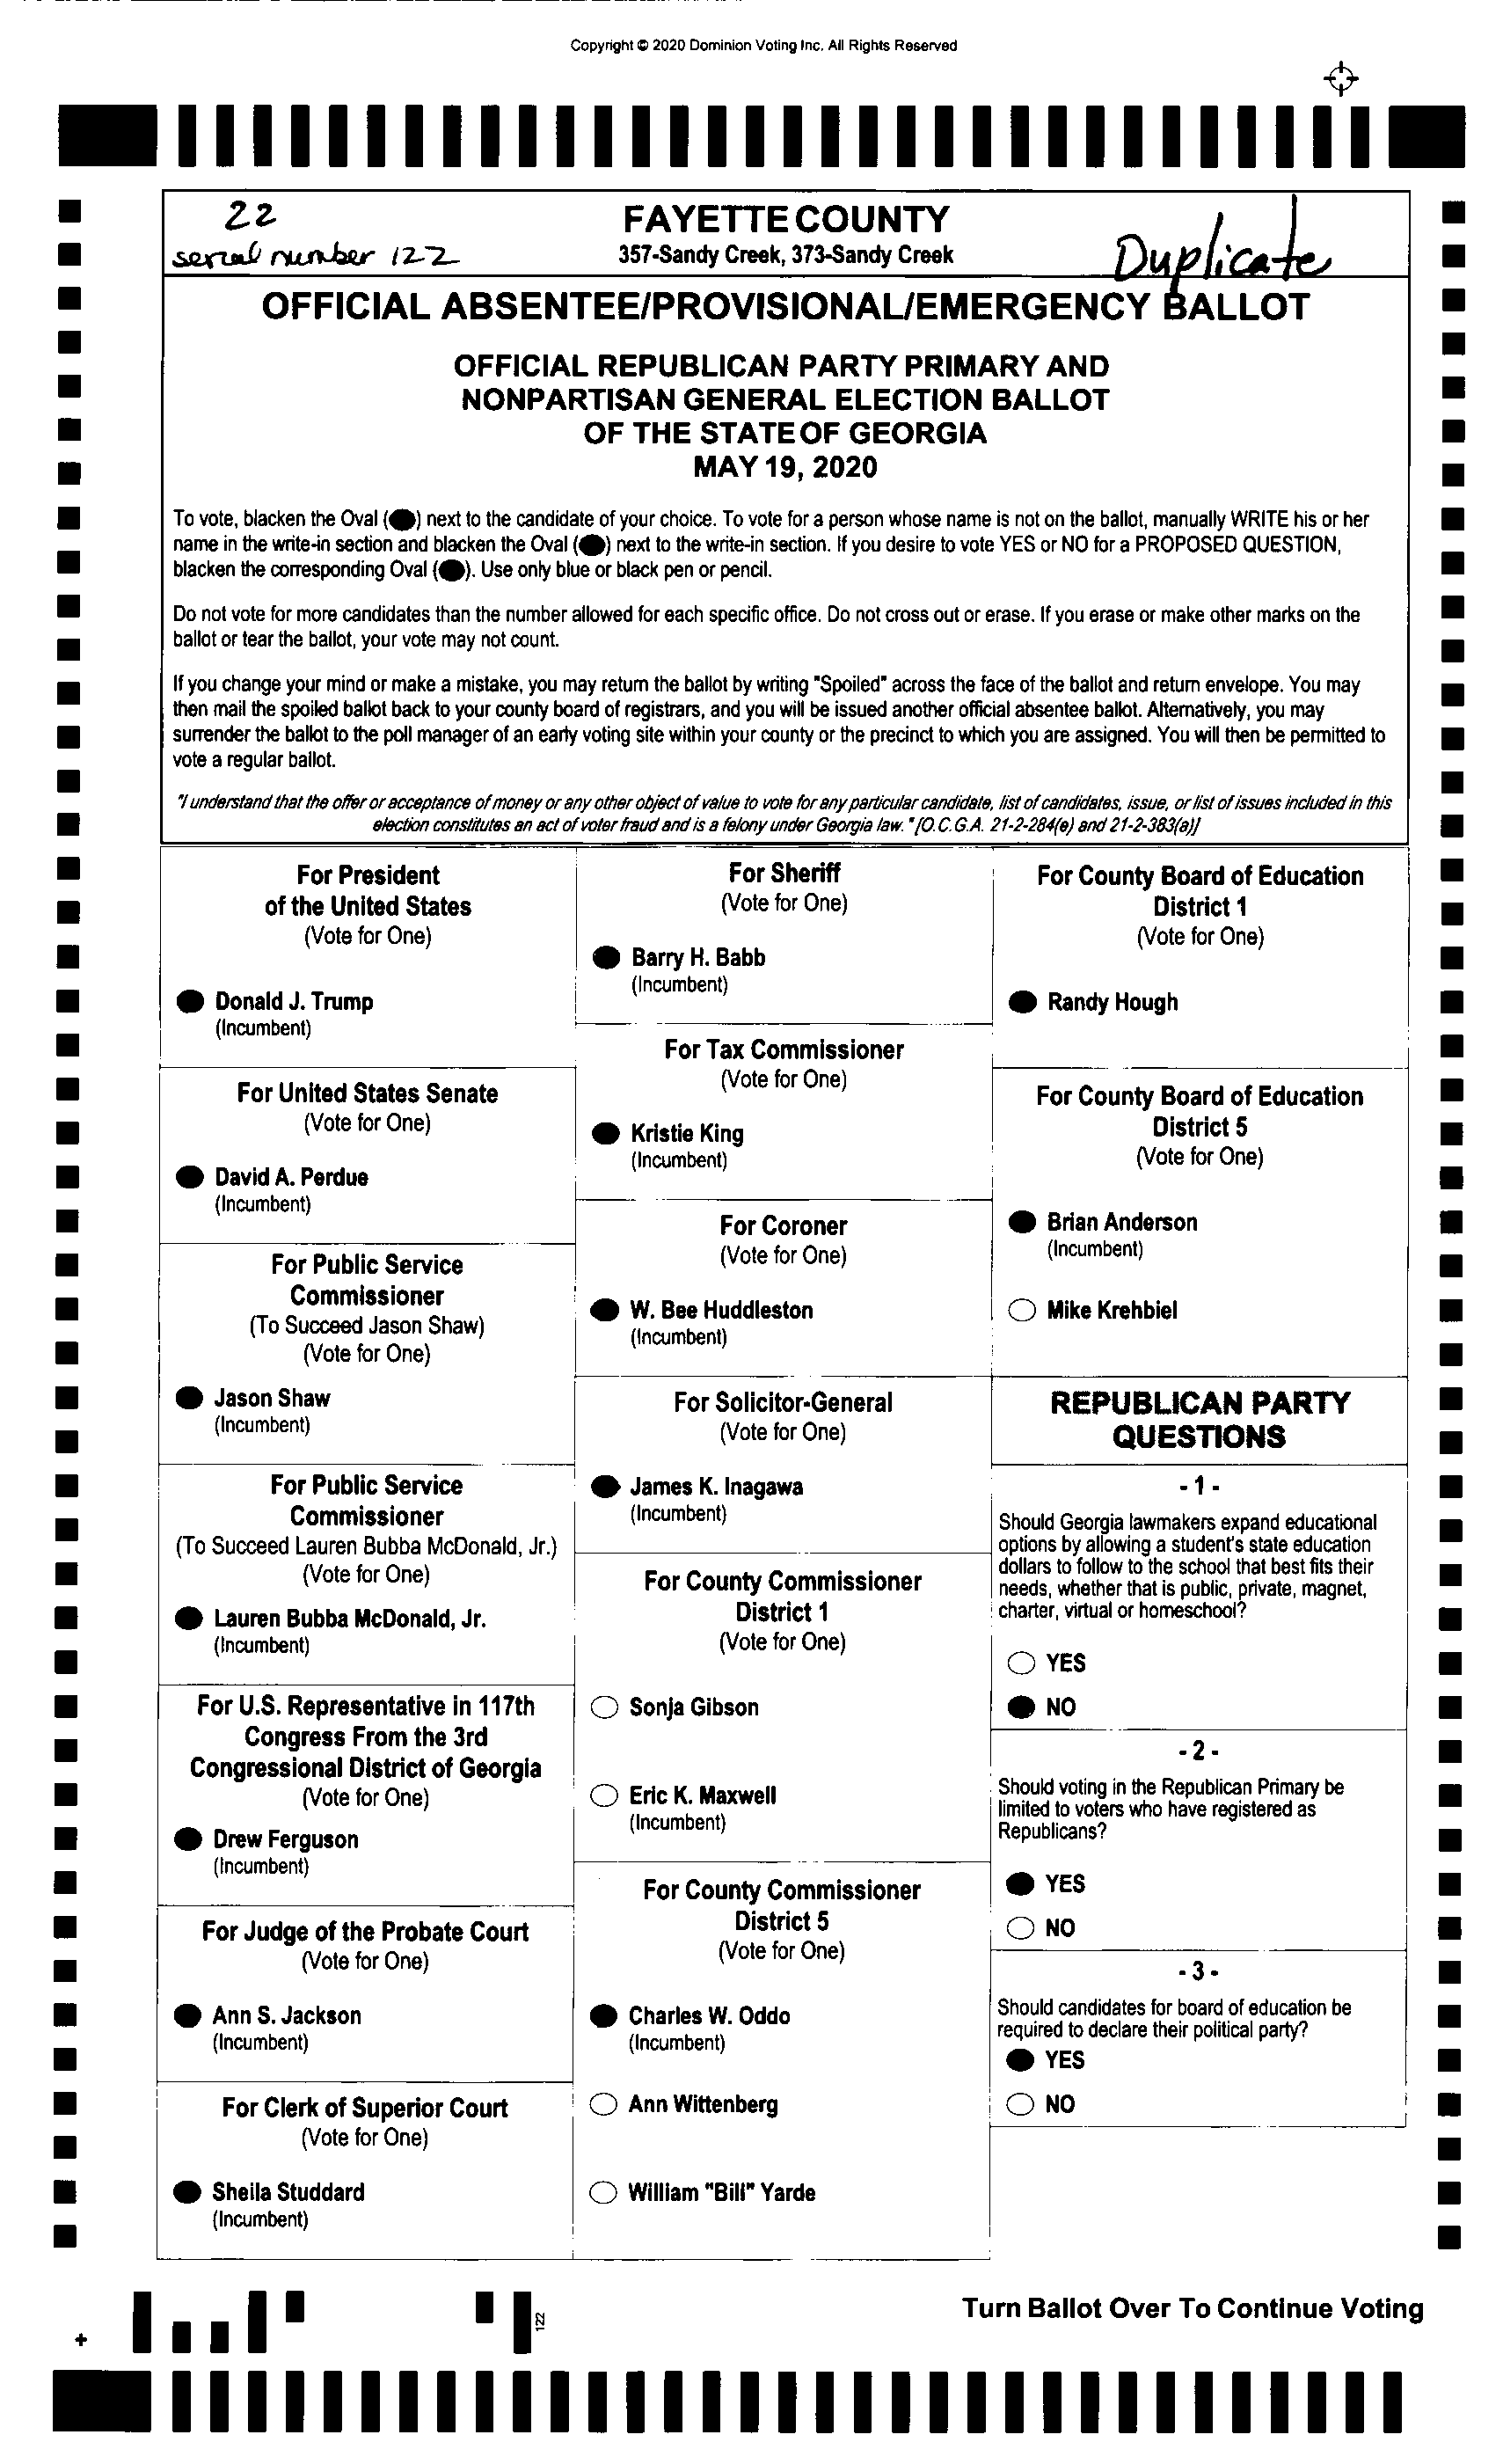 Copyright © 2020 Dominion Voting Inc. All Rights Reserved
22
serial number 122
FAYETTE COUNTY
357-Sandy Creek, 373-Sandy Creek
Duplicate
OFFICIAL ABSENTEE/PROVISIONAL/EMERGENCY BALLOT
OFFICIAL REPUBLICAN PARTY PRIMARY AND
NONPARTISAN GENERAL ELECTION BALLOT
OF THE STATE OF GEORGIA
MAY 19, 2020
To vote, blacken the Oval (●) next to the candidate of your choice. To vote for a person whose name is not on the ballot, manually WRITE his or her
name in the write-in section and blacken the Oval (●) next to the write-in section. If you desire to vote YES or NO for a PROPOSED QUESTION,
blacken the corresponding Oval (●). Use only blue or black pen or pencil.
Do not vote for more candidates than the number allowed for each specific office. Do not cross out or erase. If you erase or make other marks on the
ballot or tear the ballot, your vote may not count.
If you change your mind or make a mistake, you may return the ballot by writing "Spoiled" across the face of the ballot and return envelope. You may
then mail the spoiled ballot back to your county board of registrars, and you will be issued another official absentee ballot. Alternatively, you may
surrender the ballot to the poll manager of an early voting site within your county or the precinct to which you are assigned. You will then be permitted to
vote a regular ballot.
"I understand that the offer or acceptance of money or any other object of value to vote for any particular candidate, list of candidates, issue, or list of issues included in this
election constitutes an act of voter fraud and is a felony under Georgia law." [O.C.G.A. 21-2-284(e) and 21-2-383(a)]
For President
of the United States
(Vote for One)
Donald J. Trump
(Incumbent)
For United States Senate
(Vote for One)
David A. Perdue
(Incumbent)
For Public Service
Commissioner
(To Succeed Jason Shaw)
(Vote for One)
Jason Shaw
(Incumbent)
For Public Service
Commissioner
(To Succeed Lauren Bubba McDonald, Jr.)
(Vote for One)
Lauren Bubba McDonald, Jr.
(Incumbent)
For U.S. Representative in 117th
Congress From the 3rd
Congressional District of Georgia
(Vote for One)
Drew Ferguson
(Incumbent)
For Judge of the Probate Court
(Vote for One)
Ann S. Jackson
(Incumbent)
For Clerk of Superior Court
(Vote for One)
Sheila Studdard
(Incumbent)
For Sheriff
(Vote for One)
Barry H. Babb
(Incumbent)
For Tax Commissioner
(Vote for One)
Kristie King
(Incumbent)
For Coroner
(Vote for One)
W. Bee Huddleston
(Incumbent)
For Solicitor-General
(Vote for One)
James K. Inagawa
(Incumbent)
For County Commissioner
District 1
(Vote for One)
Sonja Gibson
Eric K. Maxwell
(Incumbent)
For County Commissioner
District 5
(Vote for One)
Charles W. Oddo
(Incumbent)
Ann Wittenberg
William "Bill" Yarde
For County Board of Education
District 1
(Vote for One)
Randy Hough
For County Board of Education
District 5
(Vote for One)
Brian Anderson
(Incumbent)
Mike Krehbiel
REPUBLICAN PARTY
QUESTIONS
- 1 -
Should Georgia lawmakers expand educational
options by allowing a student's state education
dollars to follow to the school that best fits their
needs, whether that is public, private, magnet,
charter, virtual or homeschool?
YES
NO
- 2 -
Should voting in the Republican Primary be
limited to voters who have registered as
Republicans?
YES
NO
- 3 -
Should candidates for board of education be
required to declare their political party?
YES
NO
122
Turn Ballot Over To Continue Voting